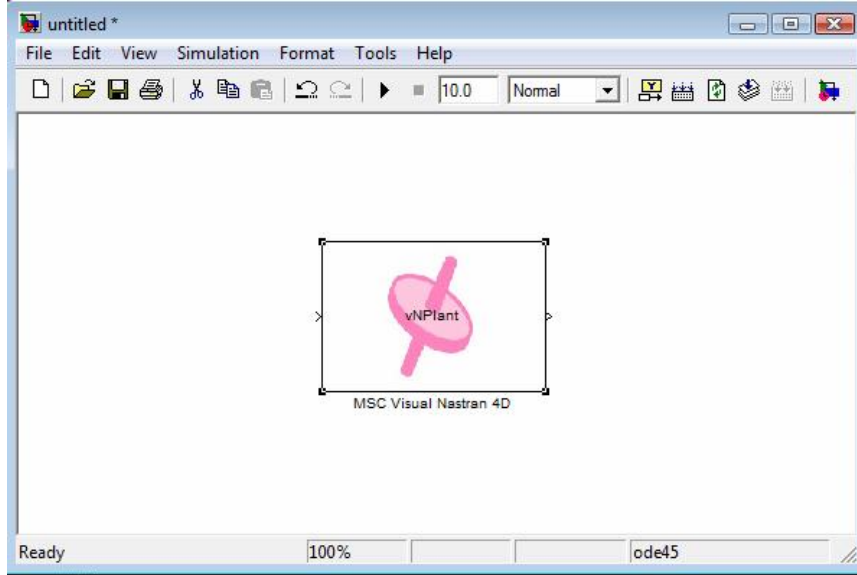 untitled *
File Edit View Simulation Format Tools Help
10.0 Normal
vNPlant
MSC Visual Nastran 4D
Ready 100% ode45